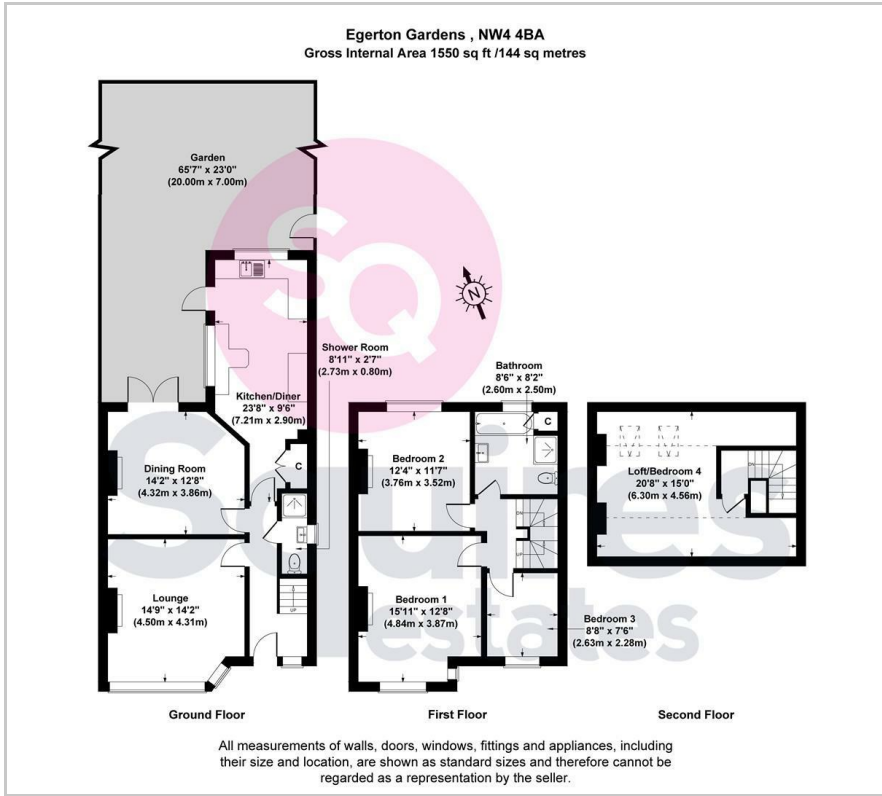 Egerton Gardens , NW4 4BA
Gross Internal Area 1550 sq ft /144 sq metres
Garden
65'7" x 23'0"
(20.00m x 7.00m)
SQ
N
Shower Room
8'11" x 2'7"
(2.73m x 0.80m)
Kitchen/Diner
23'8" x 9'6"
(7.21m x 2.90m)
C
Dining Room
14'2" x 12'8"
(4.32m x 3.86m)
Lounge
14'9" x 14'2"
(4.50m x 4.31m)
UP
Ground Floor
Bathroom
8'6" x 8'2"
(2.60m x 2.50m)
C
Bedroom 2
12'4" x 11'7"
(3.76m x 3.52m)
DN
UP
Bedroom 1
15'11" x 12'8"
(4.84m x 3.87m)
Bedroom 3
8'8" x 7'6"
(2.63m x 2.28m)
First Floor
Loft/Bedroom 4
20'8" x 15'0"
(6.30m x 4.56m)
DN
Second Floor
Squires
estates
All measurements of walls, doors, windows, fittings and appliances, including
their size and location, are shown as standard sizes and therefore cannot be
regarded as a representation by the seller.